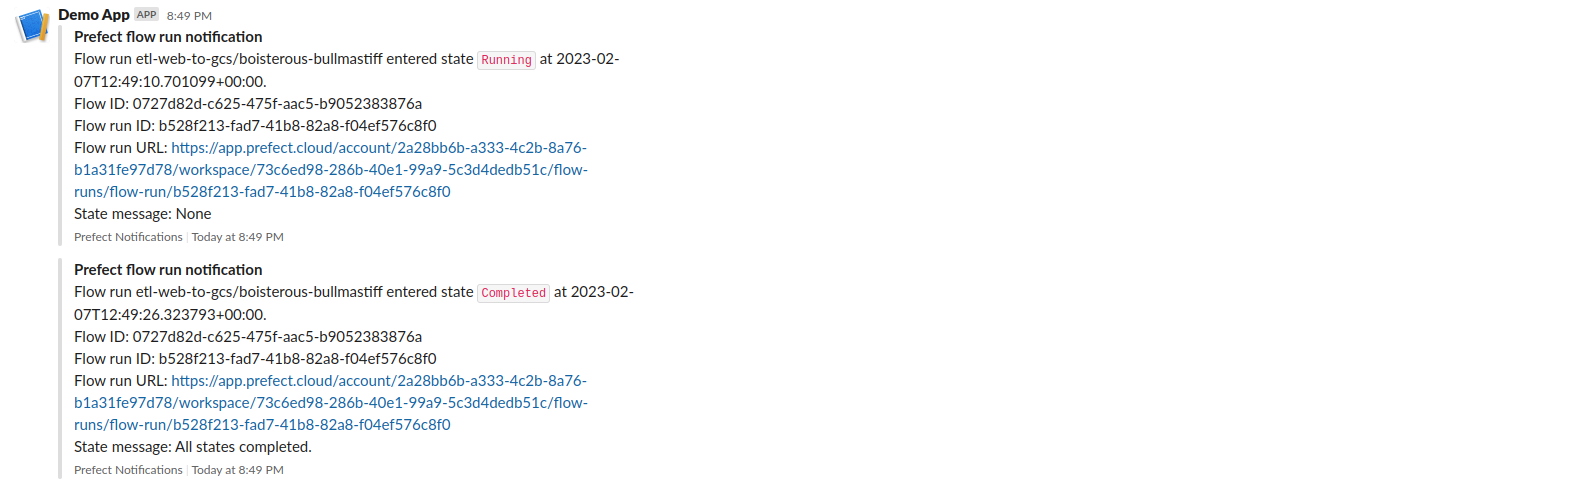 Demo App APP 8:49 PM
Prefect flow run notification
Flow run etl-web-to-gcs/boisterous-bullmastiff entered state Running at 2023-02-
07T12:49:10.701099+00:00.
Flow ID: 0727d82d-c625-475f-aac5-b9052383876a
Flow run ID: b528f213-fad7-41b8-82a8-f04ef576c8f0
Flow run URL: https://app.prefect.cloud/account/2a28bb6b-a333-4c2b-8a76-
b1a31fe97d78/workspace/73c6ed98-286b-40e1-99a9-5c3d4dedb51c/flow-
runs/flow-run/b528f213-fad7-41b8-82a8-f04ef576c8f0
State message: None
Prefect Notifications | Today at 8:49 PM
Prefect flow run notification
Flow run etl-web-to-gcs/boisterous-bullmastiff entered state Completed at 2023-02-
07T12:49:26.323793+00:00.
Flow ID: 0727d82d-c625-475f-aac5-b9052383876a
Flow run ID: b528f213-fad7-41b8-82a8-f04ef576c8f0
Flow run URL: https://app.prefect.cloud/account/2a28bb6b-a333-4c2b-8a76-
b1a31fe97d78/workspace/73c6ed98-286b-40e1-99a9-5c3d4dedb51c/flow-
runs/flow-run/b528f213-fad7-41b8-82a8-f04ef576c8f0
State message: All states completed.
Prefect Notifications | Today at 8:49 PM